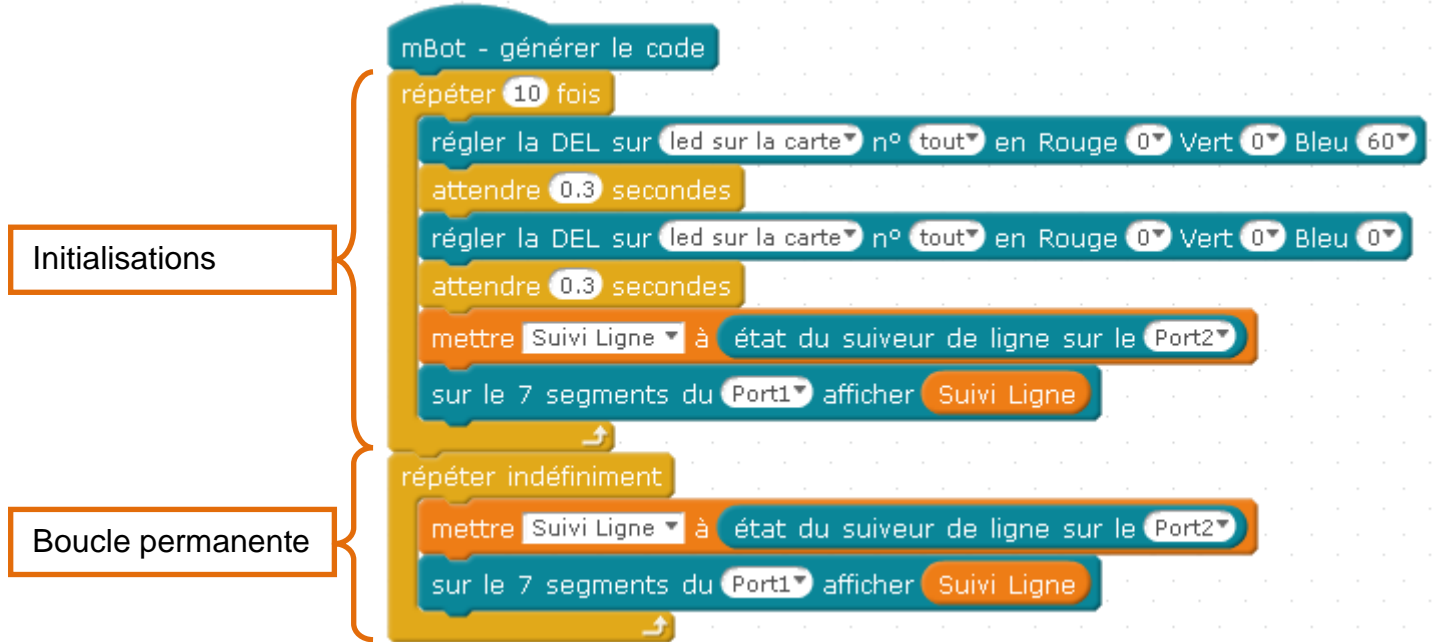 mBot - générer le code
répéter 10 fois
régler la DEL sur led sur la carte nº tout en Rouge 0 Vert 0 Bleu 60
attendre 0.3 secondes
Initialisations
régler la DEL sur led sur la carte nº tout en Rouge 0 Vert 0 Bleu 0
attendre 0.3 secondes
mettre Suivi Ligne à état du suiveur de ligne sur le Port2
sur le 7 segments du Port1 afficher Suivi Ligne
répéter indéfiniment
mettre Suivi Ligne à état du suiveur de ligne sur le Port2
Boucle permanente
sur le 7 segments du Port1 afficher Suivi Ligne